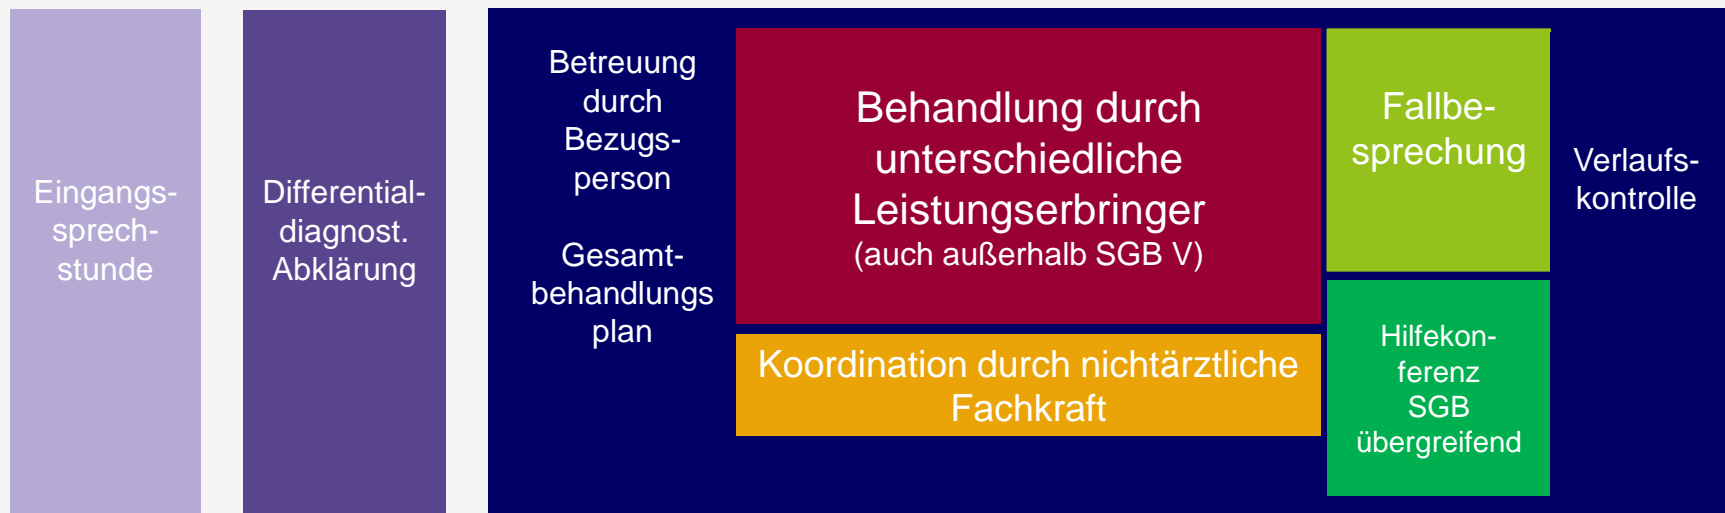 Eingangs-
sprech-
stunde
Differential-
diagnost.
Abklärung
Betreuung
durch
Bezugs-
person
Gesamt-
behandlungs
plan
Behandlung durch
unterschiedliche
Leistungserbringer
(auch außerhalb SGB V)
Koordination durch nichtärztliche
Fachkraft
Fallbe-
sprechung
Hilfekon-
ferenz
SGB
übergreifend
Verlaufs-
kontrolle